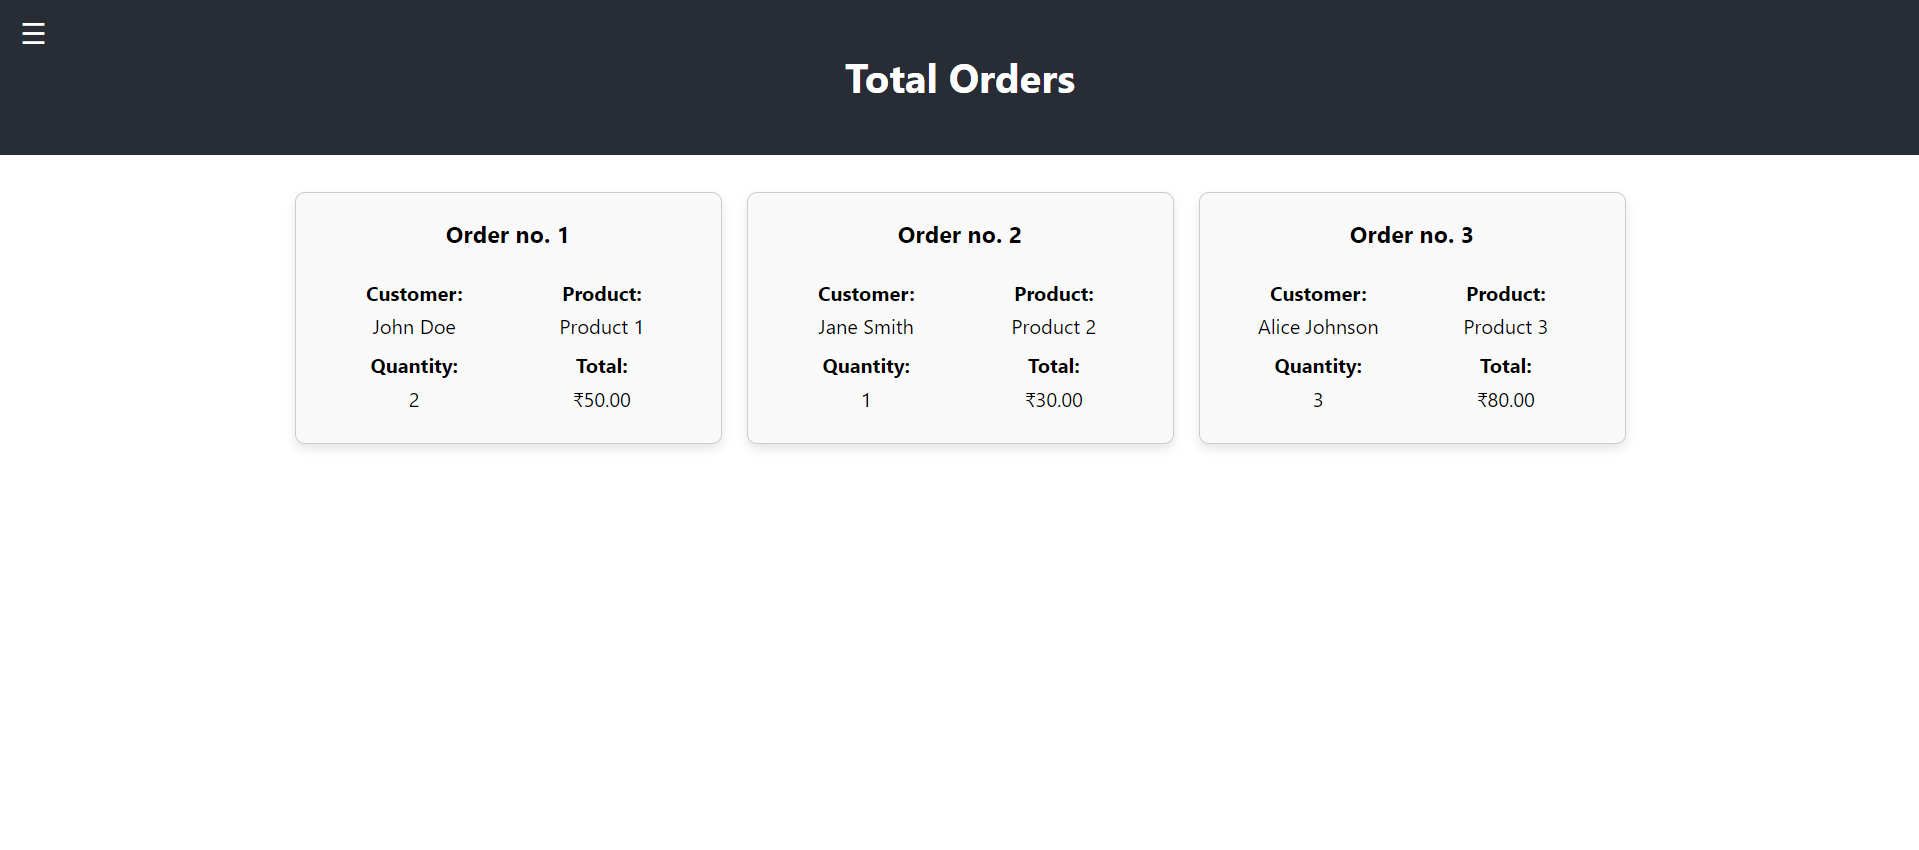 Total Orders
Order no. 1
Customer: Product:
John Doe Product 1
Quantity: Total:
2 ₹50.00
Order no. 2
Customer: Product:
Jane Smith Product 2
Quantity: Total:
1 ₹30.00
Order no. 3
Customer: Product:
Alice Johnson Product 3
Quantity: Total:
3 ₹80.00